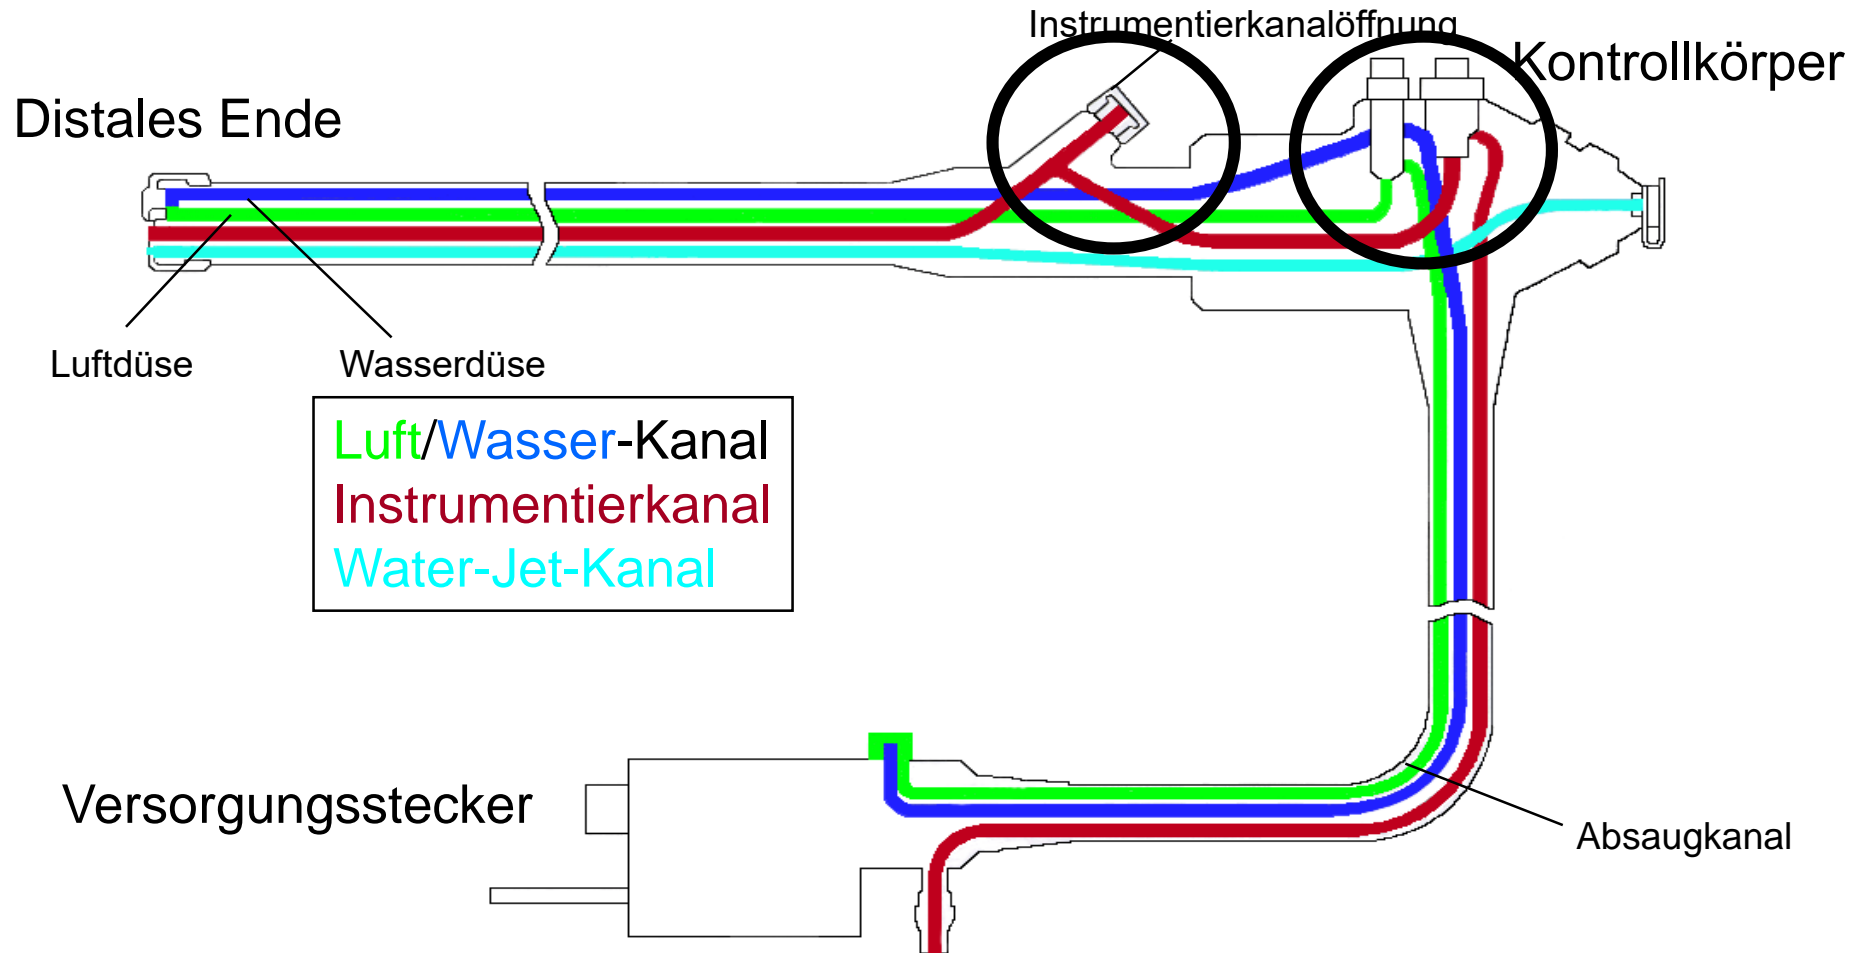 Instrumentierkanalöffnung
Kontrollkörper
Distales Ende
Luftdüse
Wasserdüse
Luft/Wasser-Kanal
Instrumentierkanal
Water-Jet-Kanal
Versorgungsstecker
Absaugkanal